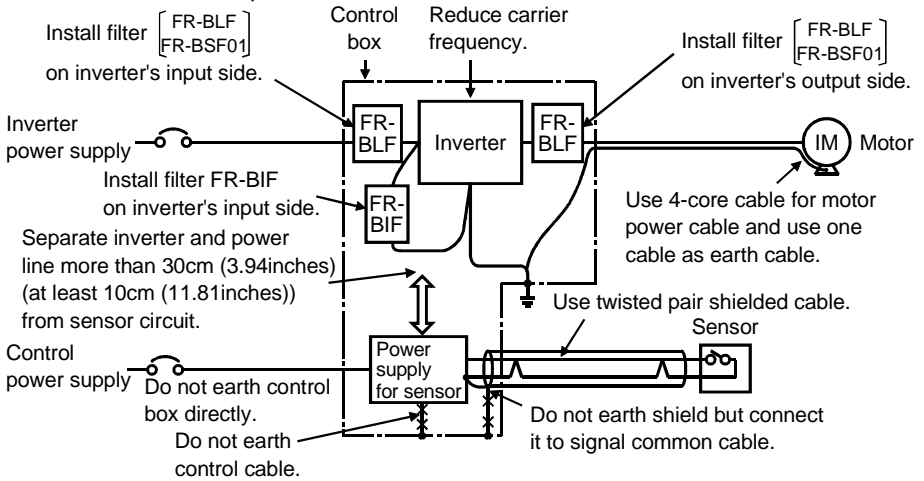 Install filter
FR-BLF
FR-BSF01
on inverter's input side.
Control
box
Reduce carrier
frequency.
Install filter
FR-BLF
FR-BSF01
on inverter's output side.
Inverter
power supply
FR-
BLF
Inverter
FR-
BLF
IM
Motor
Install filter FR-BIF
on inverter's input side.
FR-
BIF
Use 4-core cable for motor
power cable and use one
cable as earth cable.
Separate inverter and power
line more than 30cm (3.94inches)
(at least 10cm (11.81inches))
from sensor circuit.
Use twisted pair shielded cable.
Sensor
Control
power supply
Power
supply
for sensor
Do not earth control
box directly.
Do not earth
control cable.
Do not earth shield but connect
it to signal common cable.